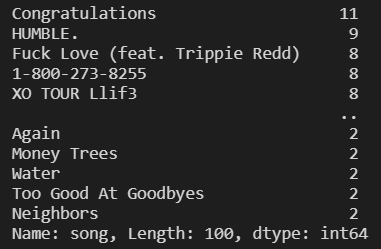 Congratulations 11
HUMBLE. 9
Fuck Love (feat. Trippie Redd) 8
1-800-273-8255 8
XO TOUR Llif3 8
..
Again 2
Money Trees 2
Water 2
Too Good At Goodbyes 2
Neighbors 2
Name: song, Length: 100, dtype: int64